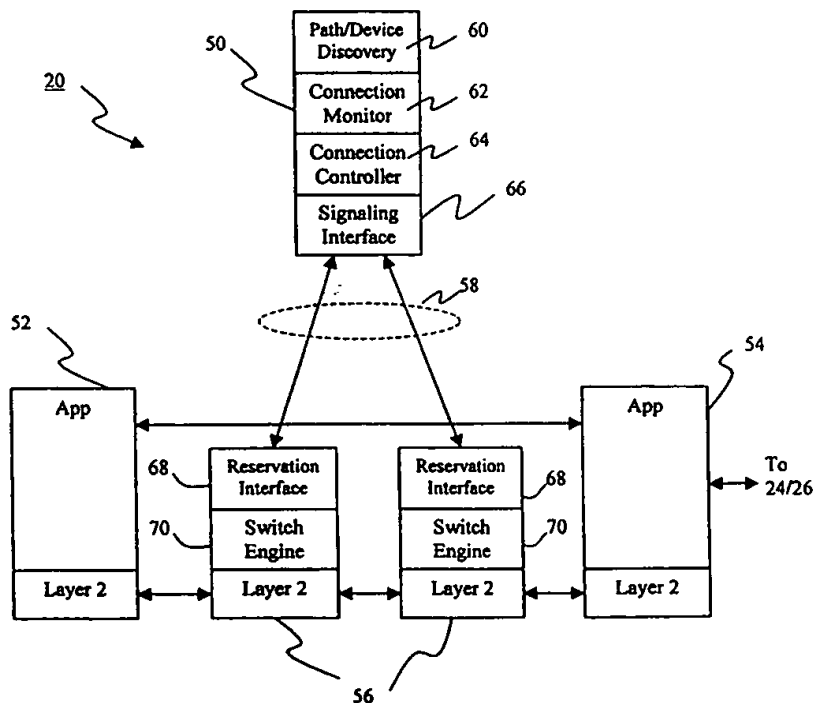 Path/Device
Discovery
60
50
20
Connection
Monitor
62
Connection
Controller
64
Signaling
Interface
66
58
52
54
App
App
68
Reservation
Interface
Reservation
Interface
68
To
24/26
70
Switch
Engine
Switch
Engine
70
Layer 2
Layer 2
Layer 2
Layer 2
56